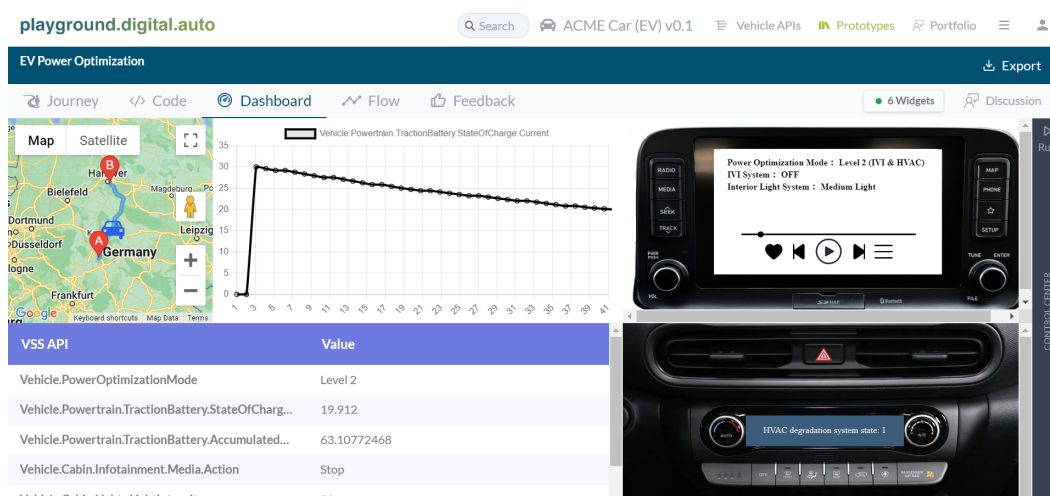 playground.digital.auto
Search
ACME Car (EV) v0.1
Vehicle APIs
Prototypes
Portfolio
EV Power Optimization
Export
Journey
Code
Dashboard
Flow
Feedback
6 Widgets
Discussion
Map
Satellite
B
Bielefeld
Magdeburg
Dortmund
Leipzig
Düsseldorf
A
Germany
Frankfurt
Google
Keyboard shortcuts
Map Data
Terms
Vehicle.Powertrain.TractionBattery.StateOfCharge.Current
35
30
25
20
15
10
5
0
1 3 5 7 9 11 13 15 17 19 21 23 25 27 29 31 33 35 37 39 41
RADIO
MEDIA
SEEK
TRACK
PWR
PUSH
VOL
Power Optimization Mode : Level 2 (IVI & HVAC)
IVI System : OFF
Interior Light System : Medium Light
MAP
PHONE
SETUP
TUNE
ENTER
FILE
Bluetooth
Ru
CONTROL CENTER
VSS API
Value
Vehicle.PowerOptimizationMode
Level 2
Vehicle.Powertrain.TractionBattery.StateOfCharg...
19.912
Vehicle.Powertrain.TractionBattery.Accumulated...
63.10772468
Vehicle.Cabin.Infotainment.Media.Action
Stop
AUTO
HVAC degradation system state: 1
A/C
OFF
PASSENGER
AIR BAG